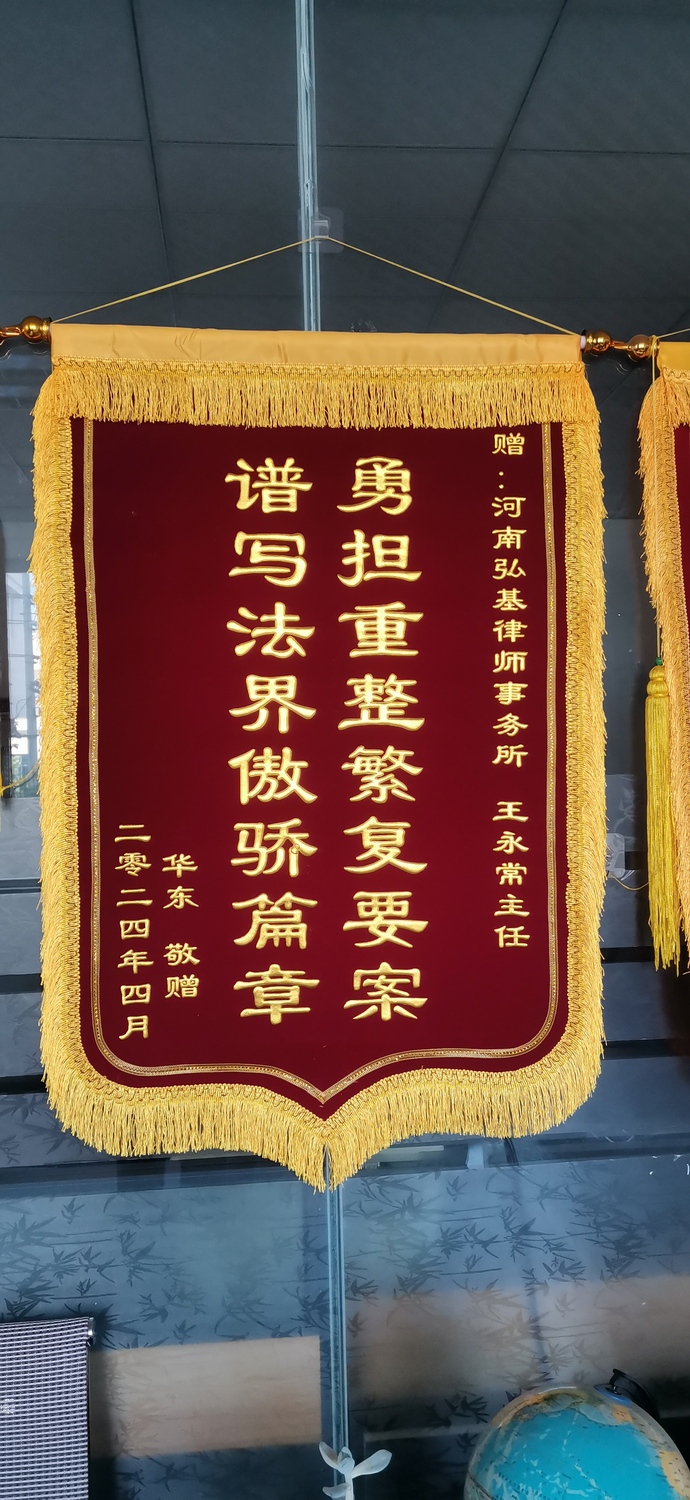 赠：河南弘基律师事务所 王永常主任
勇担重整繁复要案
谱写法界傲骄篇章
华东 敬赠
二零二四年四月